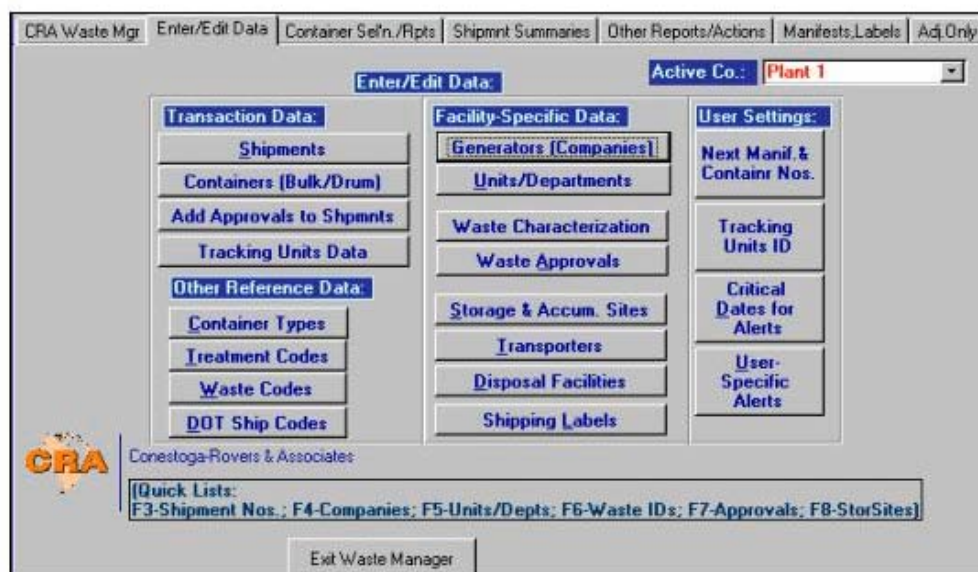 CRA Waste Mgr
Enter/Edit Data
Container Sel'n./Rpts
Shipmnt Summaries
Other Reports/Actions
Manifests,Labels
Adj.Only
Active Co.: Plant 1
Enter/Edit Data:
Transaction Data:
Shipments
Containers (Bulk/Drum)
Add Approvals to Shpmnts
Tracking Units Data
Other Reference Data:
Container Types
Treatment Codes
Waste Codes
DOT Ship Codes
Facility-Specific Data:
Generators (Companies)
Units/Departments
Waste Characterization
Waste Approvals
Storage & Accum. Sites
Transporters
Disposal Facilities
Shipping Labels
User Settings:
Next Manif.&
Containr Nos.
Tracking
Units ID
Critical
Dates for
Alerts
User-
Specific
Alerts
CRA
Conestoga-Rovers & Associates
(Quick Lists:
F3-Shipment Nos.; F4-Companies; F5-Units/Depts; F6-Waste IDs; F7-Approvals; F8-StorSites)
Exit Waste Manager